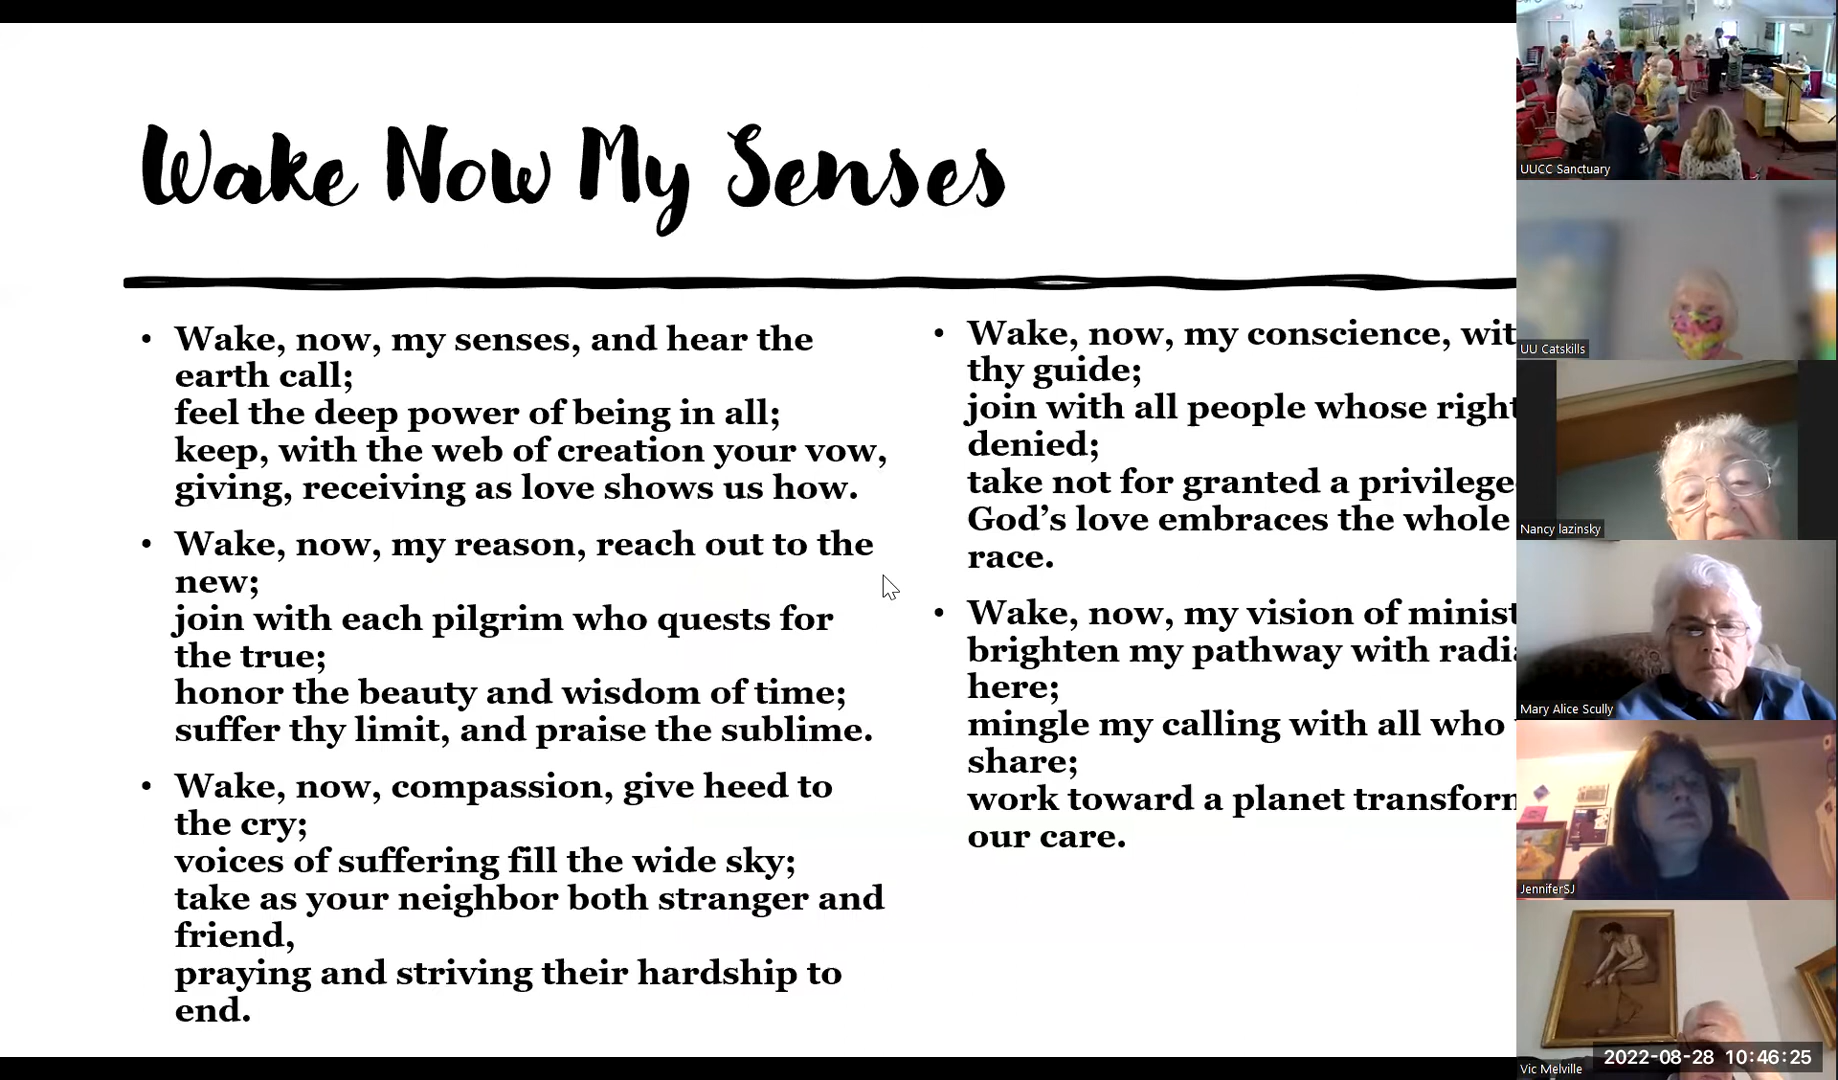 Wake Now My Senses
• Wake, now, my senses, and hear the
earth call;
feel the deep power of being in all;
keep, with the web of creation your vow,
giving, receiving as love shows us how.
• Wake, now, my reason, reach out to the
new;
join with each pilgrim who quests for
the true;
honor the beauty and wisdom of time;
suffer thy limit, and praise the sublime.
• Wake, now, compassion, give heed to
the cry;
voices of suffering fill the wide sky;
take as your neighbor both stranger and
friend,
praying and striving their hardship to
end.
• Wake, now, my conscience, wit
thy guide;
join with all people whose right
denied;
take not for granted a privilege
God’s love embraces the whole
race.
• Wake, now, my vision of minist
brighten my pathway with radi
here;
mingle my calling with all who
share;
work toward a planet transform
our care.
UUCC Sanctuary
UU Catskills
Nancy lazinsky
Mary Alice Scully
JenniferSJ
Vic Melville
2022-08-28 10:46:25